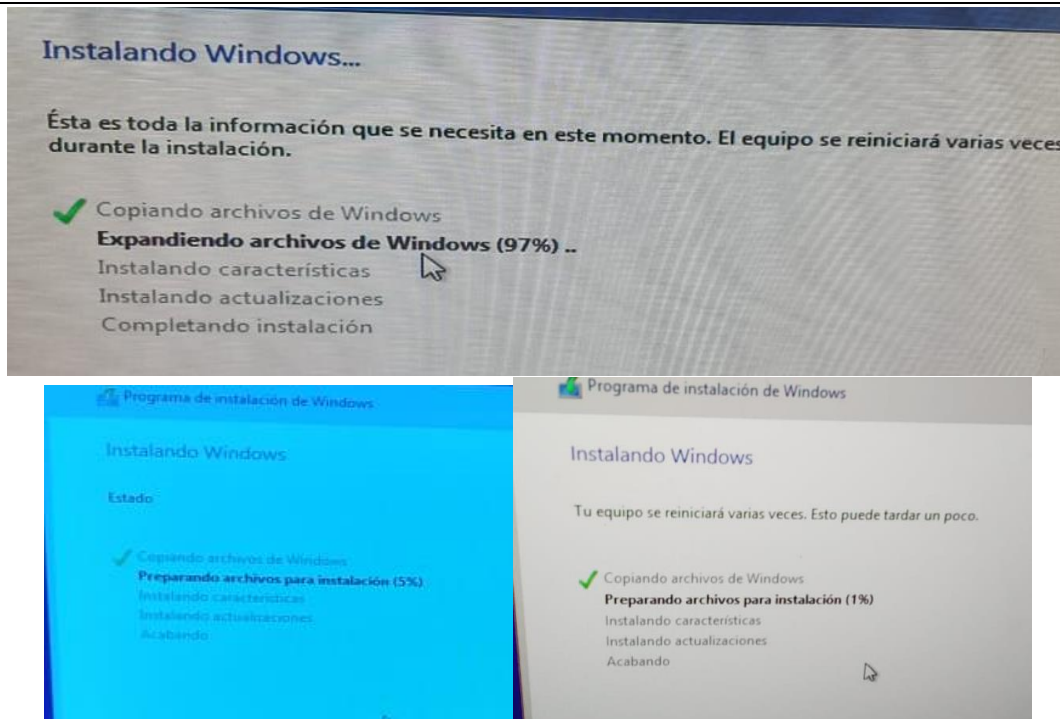 Instalando Windows...
Ésta es toda la información que se necesita en este momento. El equipo se reiniciará varias veces
durante la instalación.
Copiando archivos de Windows
Expandiendo archivos de Windows (97%) ..
Instalando características
Instalando actualizaciones
Completando instalación
Programa de instalación de Windows
Instalando Windows
Estado
Copiando archivos de Windows
Preparando archivos para instalación (5%)
Instalando características
Instalando actualizaciones
Acabando
Programa de instalación de Windows
Instalando Windows
Tu equipo se reiniciará varias veces. Esto puede tardar un poco.
Copiando archivos de Windows
Preparando archivos para instalación (1%)
Instalando características
Instalando actualizaciones
Acabando